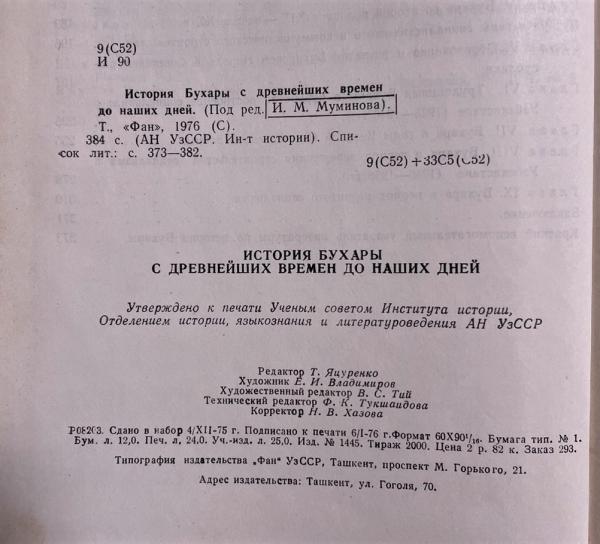 9(С52)
И 90
История Бухары с древнейших времен
до наших дней. (Под ред. И. М. Муминова).
Т., «Фан», 1976 (С).
384 с. (АН УзССР. Ин-т истории). Спи-
сок лит.: с. 373—382.
9(С52)+33С5(С52)
ИСТОРИЯ БУХАРЫ
С ДРЕВНЕЙШИХ ВРЕМЕН ДО НАШИХ ДНЕЙ
Утверждено к печати Ученым советом Института истории,
Отделением истории, языкознания и литературоведения АН УзССР
Редактор Т. Яцуренко
Художник Е. И. Владимиров
Художественный редактор В. С. Тий
Технический редактор Ф. К. Тукшаидова
Корректор Н. В. Хазова
Р08203. Сдано в набор 4/XII-75 г. Подписано к печати 6/I-76 г.Формат 60X90¹/₁₆. Бумага тип. № 1.
Бум. л. 12,0. Печ. л, 24.0. Уч.-изд. л. 25,0. Изд. № 1445. Тираж 2000. Цена 2 р. 82 к. Заказ 293.
Типография издательства „Фан" УзССР, Ташкент, проспект М. Горького, 21.
Адрес издательства: Ташкент, ул. Гоголя, 70.